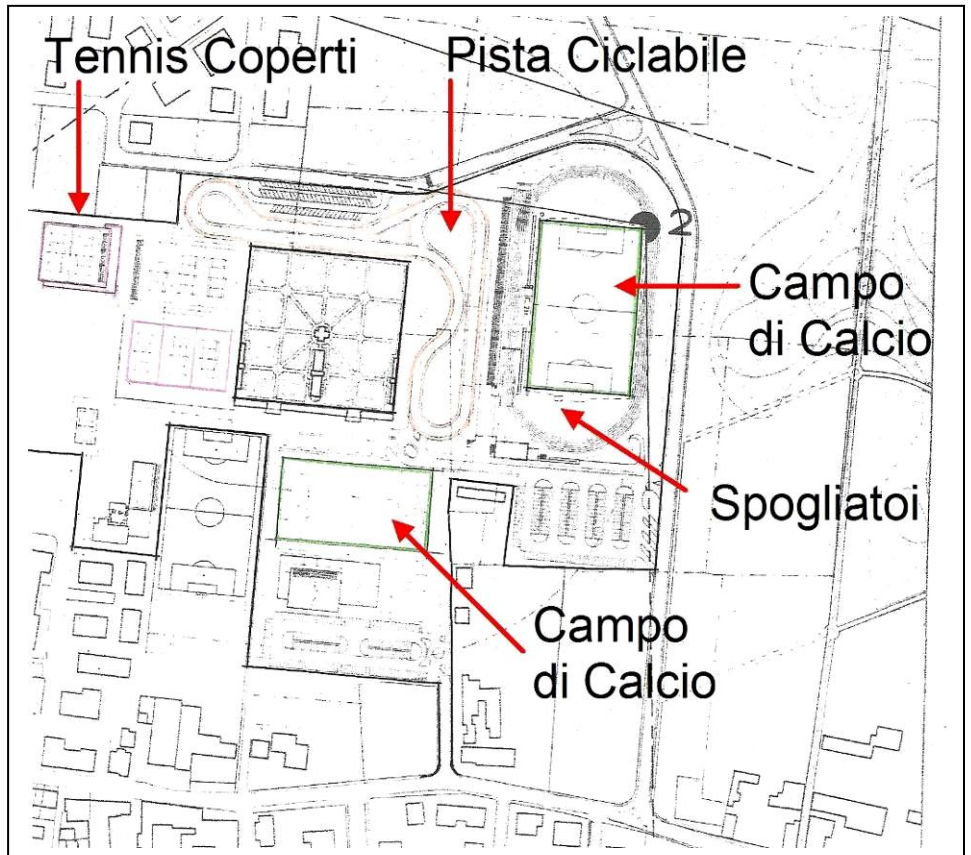 Tennis Coperti
Pista Ciclabile
2
Campo
di Calcio
Spogliatoi
Campo
di Calcio